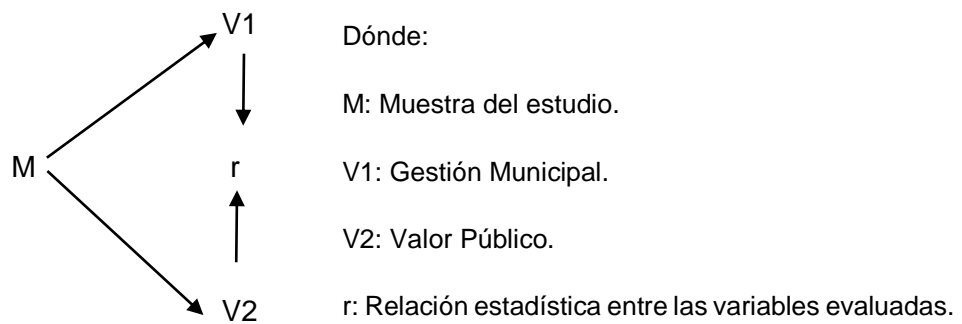 V1
M
r
V2
Dónde:
M: Muestra del estudio.
V1: Gestión Municipal.
V2: Valor Público.
r: Relación estadística entre las variables evaluadas.